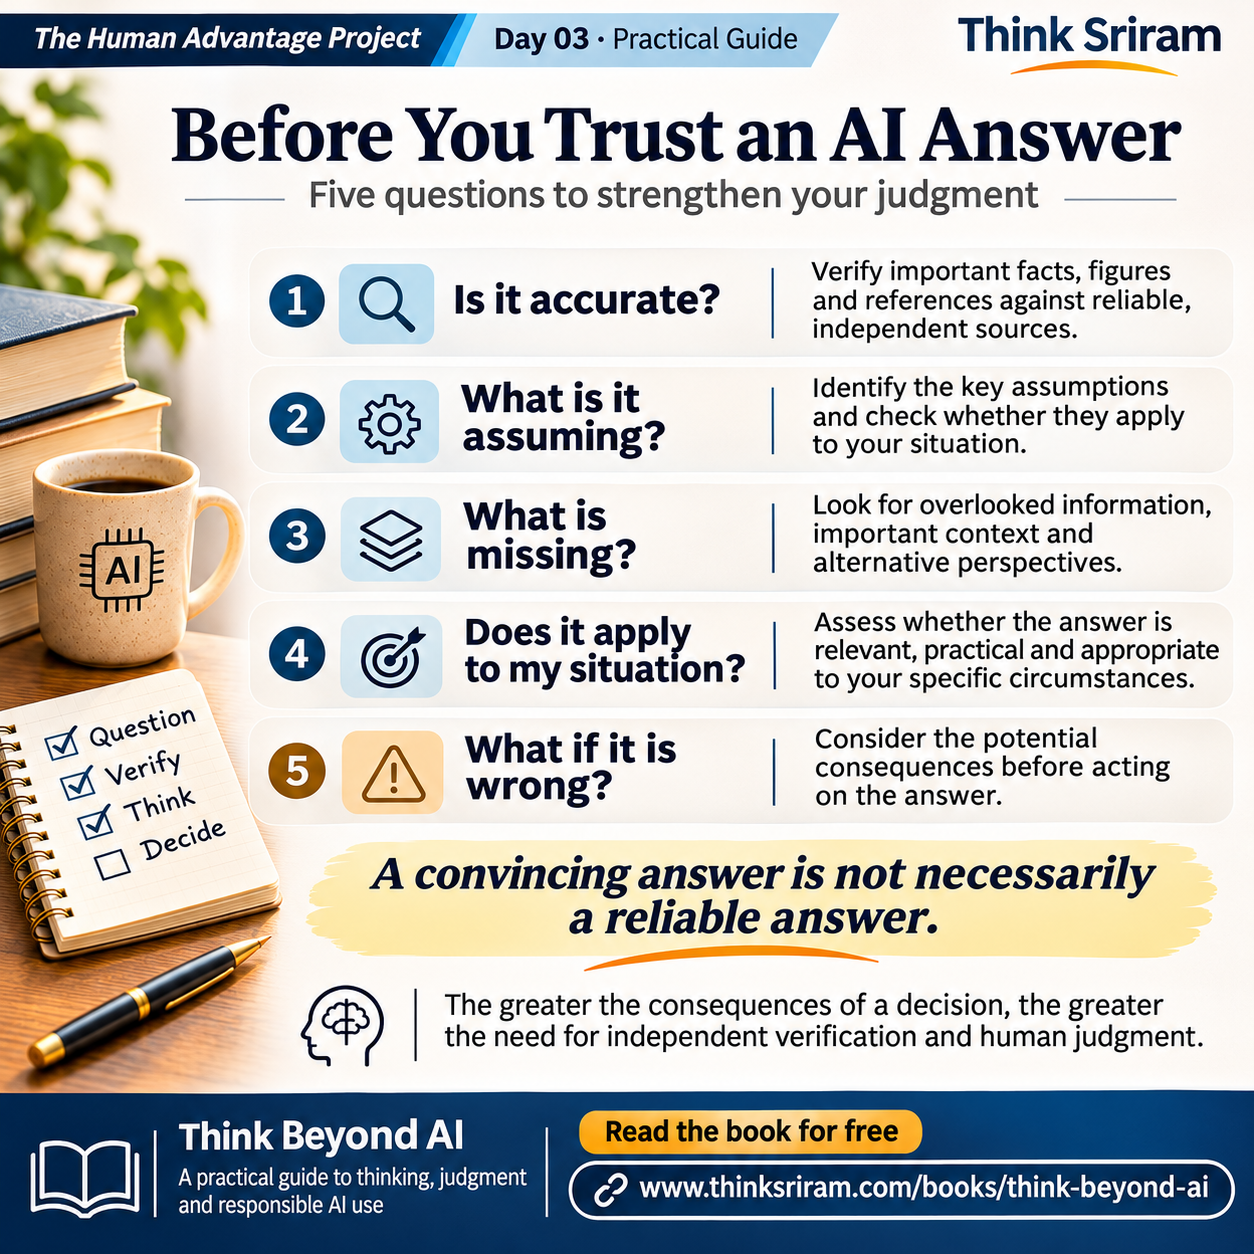 The Human Advantage Project
Day 03 · Practical Guide
Think Sriram
Before You Trust an AI Answer
Five questions to strengthen your judgment
1
Is it accurate?
Verify important facts, figures
and references against reliable,
independent sources.
2
What is it
assuming?
Identify the key assumptions
and check whether they apply
to your situation.
3
What is
missing?
Look for overlooked information,
important context and
alternative perspectives.
4
Does it apply
to my situation?
Assess whether the answer is
relevant, practical and appropriate
to your specific circumstances.
5
What if it is
wrong?
Consider the potential
consequences before acting
on the answer.
AI
Question
Verify
Think
Decide
A convincing answer is not necessarily
a reliable answer.
The greater the consequences of a decision, the greater
the need for independent verification and human judgment.
Think Beyond AI
A practical guide to thinking, judgment
and responsible AI use
Read the book for free
www.thinksriram.com/books/think-beyond-ai